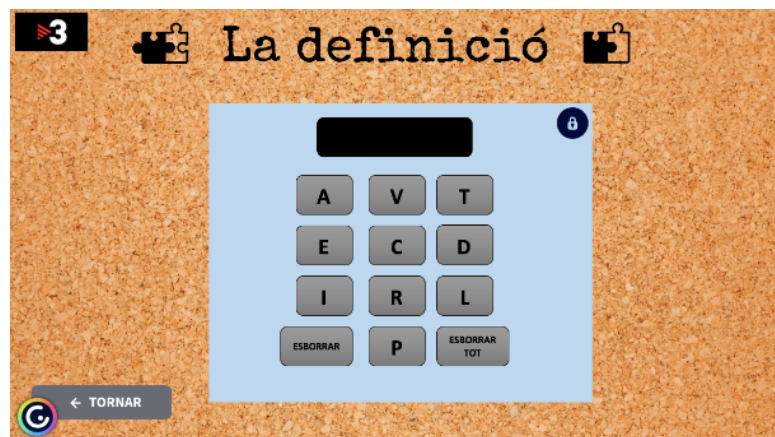 3
La definició
A V T
E C D
I R L
ESBORRAR P ESBORRAR
TOT
← TORNAR